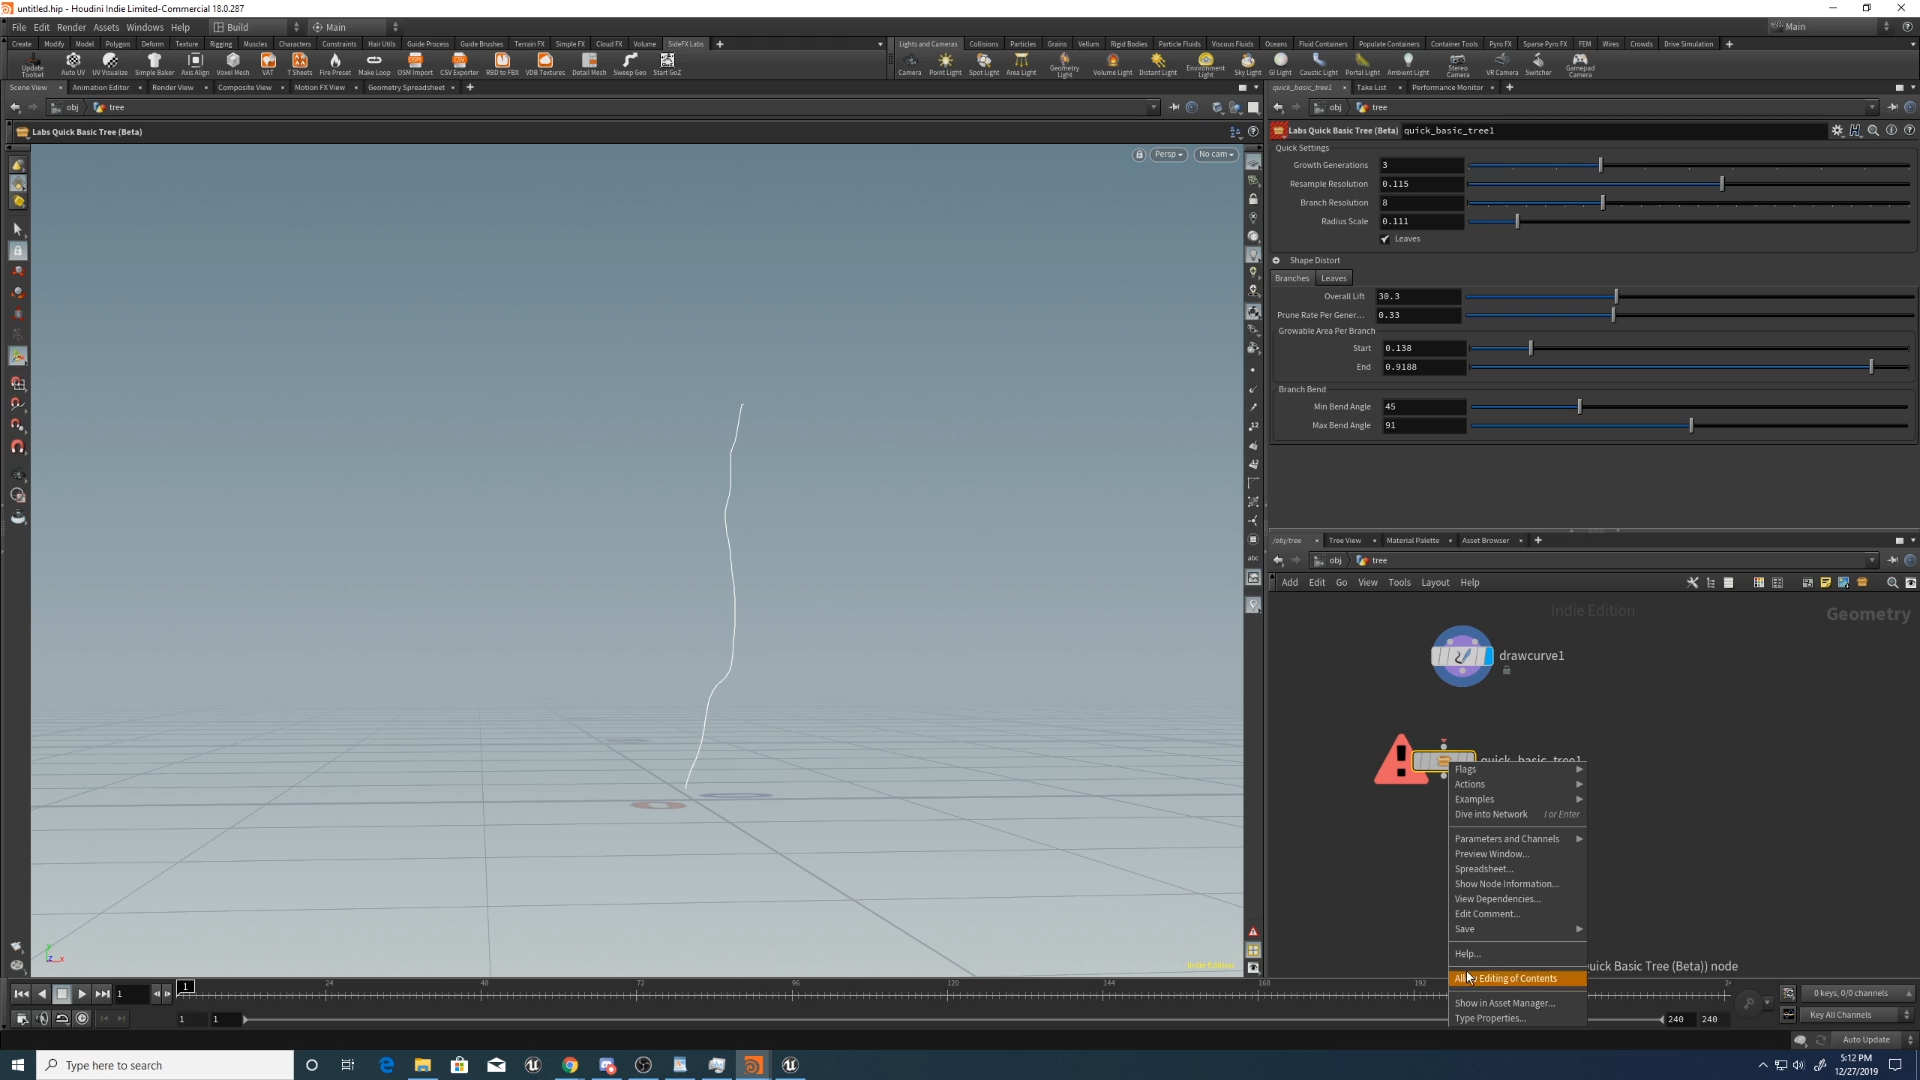 untitled.hip - Houdini Indie Limited-Commercial 18.0.287
File Edit Render Assets Windows Help Build Main Main
Create Modify Model Polygon Deform Texture Rigging Muscles Characters Constraints Hair Utils Guide Process Guide Brushes Terrain FX Simple FX Cloud FX Volume SideFX Labs
Lights and Cameras Collisions Particles Grains Vellum Rigid Bodies Particle Fluids Viscous Fluids Oceans Fluid Containers Populate Containers Container Tools Pyro FX Sparse Pyro FX FEM Wires Crowds Drive Simulation
Update Toolset Auto UV UV Visualize Simple Baker Axis Align Voxel Mesh VAT T Sheets Fire Preset Make Loop OSM Import CSV Exporter RBD to FBX VDB Textures Detail Mesh Sweep Geo Start GoZ
Camera Point Light Spot Light Area Light Geometry Light Volume Light Distant Light Environment Light Sky Light GI Light Caustic Light Portal Light Ambient Light Stereo Camera VR Camera Switcher Gamepad Camera
Scene View Animation Editor Render View Composite View Motion FX View Geometry Spreadsheet
obj tree
Labs Quick Basic Tree (Beta)
Persp No cam
Indie Edition
quick_basic_tree1 Take List Performance Monitor
obj tree
Labs Quick Basic Tree (Beta) quick_basic_tree1
Quick Settings
Growth Generations 3
Resample Resolution 0.115
Branch Resolution 8
Radius Scale 0.111
Leaves
Shape Distort
Branches Leaves
Overall Lift 30.3
Prune Rate Per Gener... 0.33
Growable Area Per Branch
Start 0.138
End 0.9188
Branch Bend
Min Bend Angle 45
Max Bend Angle 91
/obj/tree Tree View Material Palette Asset Browser
obj tree
Add Edit Go View Tools Layout Help
Indie Edition
Geometry
drawcurve1
quick_basic_tree1
Flags
Actions
Examples
Dive into Network I or Enter
Parameters and Channels
Preview Window...
Spreadsheet...
Show Node Information...
View Dependencies...
Edit Comment...
Save
Help...
Editing of Contents
Show in Asset Manager...
Type Properties...
Quick Basic Tree (Beta)) node
1 1 24 48 72 96 120 144 168 192
1 1 240 240
0 keys, 0/0 channels
Key All Channels
Auto Update
Type here to search
5:12 PM
12/27/2019